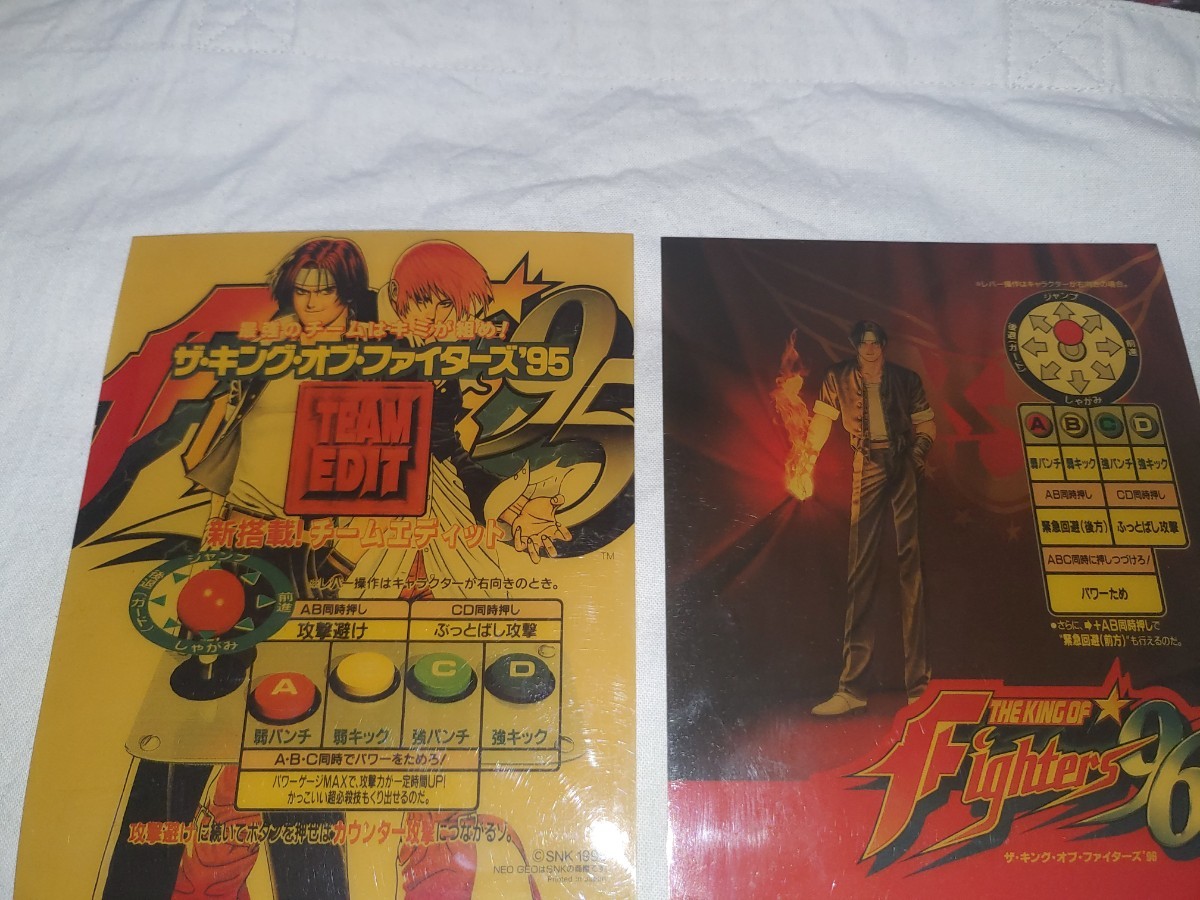 最強のチームはキミが組め!
ザ・キング・オブ・ファイターズ'95
95
TEAM
EDIT
新搭載!チームエディット
TM
ジャンプ
後退(ガード)
前進
しゃがみ
※レバー操作はキャラクターが右向きのとき。
AB同時押し
CD同時押し
攻撃避け
ぶっとばし攻撃
A
C
D
弱パンチ
弱キック
強パンチ
強キック
A・B・C同時でパワーをためろ!
パワーゲージMAXで、攻撃力が一定時間UP!
かっこいい超必殺技もくり出せるのだ。
攻撃避けに続いてボタンを押せばカウンター攻撃につながるゾ。
©SNK 199
NEO GEOはSNKの商標です
Printed in Japan
※レバー操作はキャラクターが右向きの場合。
ジャンプ
後退(ガード)
前進
しゃがみ
A
B
C
D
弱パンチ
弱キック
強パンチ
強キック
AB同時押し
CD同時押し
緊急回避(後方)
ふっとばし攻撃
ABC同時に押しつづけろ!
パワーため
●さらに、➡+AB同時押しで
"緊急回避(前方)"も行えるのだ。
THE KING OF
Fighters 96
ザ・キング・オブ・ファイターズ'96